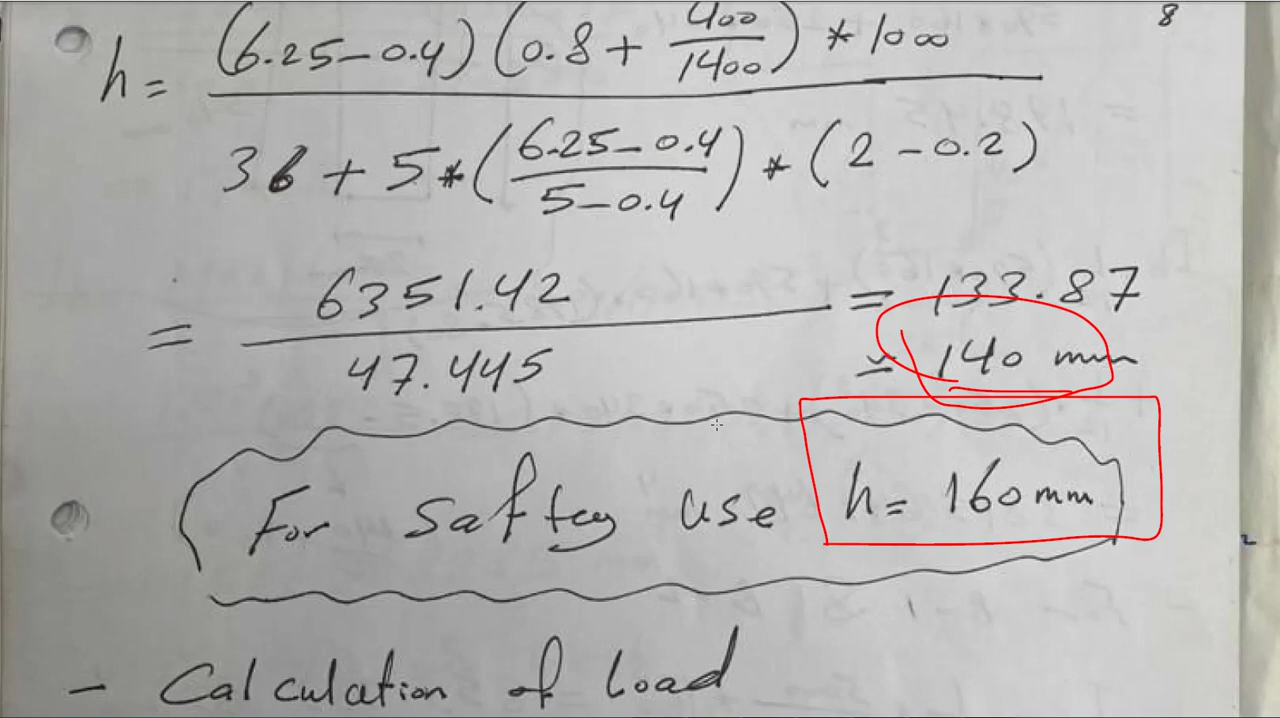 8
h = (6.25-0.4) (0.8 + 400/1400) * 1000
36 + 5 * (6.25-0.4/5-0.4) * (2-0.2)
= 6351.42/47.445 = 133.87
≃ 140 mm
For Saftey use h = 160 mm
- Calculation of Load